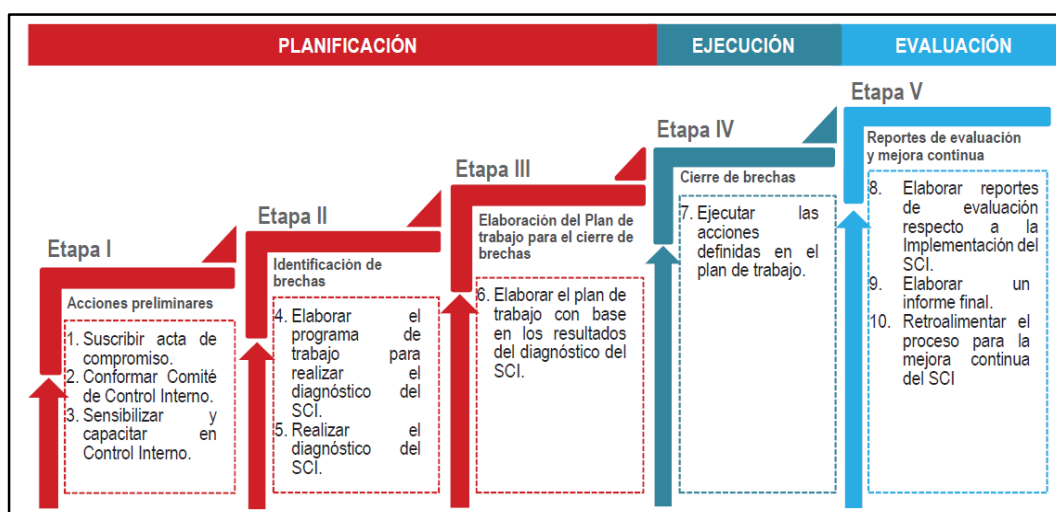 PLANIFICACIÓN
EJECUCIÓN
EVALUACIÓN
Etapa I
Acciones preliminares
1. Suscribir acta de
compromiso.
2. Conformar Comité
de Control Interno.
3. Sensibilizar y
capacitar en
Control Interno.
Etapa II
Identificación de
brechas
4. Elaborar el
programa de
trabajo para
realizar el
diagnóstico del
SCI.
5. Realizar el
diagnóstico del
SCI.
Etapa III
Elaboración del Plan de
trabajo para el cierre de
brechas
6. Elaborar el plan de
trabajo con base
en los resultados
del diagnóstico del
SCI.
Etapa IV
Cierre de brechas
7. Ejecutar las
acciones
definidas en el
plan de trabajo.
Etapa V
Reportes de evaluación
y mejora continua
8. Elaborar reportes
de evaluación
respecto a la
Implementación del
SCI.
9. Elaborar un
informe final.
10. Retroalimentar el
proceso para la
mejora continua
del SCI